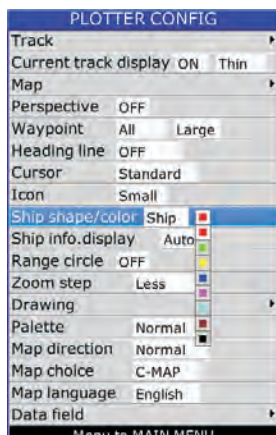 PLOTTER CONFIG
Track
Current track display ON Thin
Map
Perspective OFF
Waypoint All Large
Heading line OFF
Cursor Standard
Icon Small
Ship shape/color Ship
Ship info.display Auto
Range circle OFF
Zoom step Less
Drawing
Palette Normal
Map direction Normal
Map choice C-MAP
Map language English
Data field
Menu to MAIN MENU